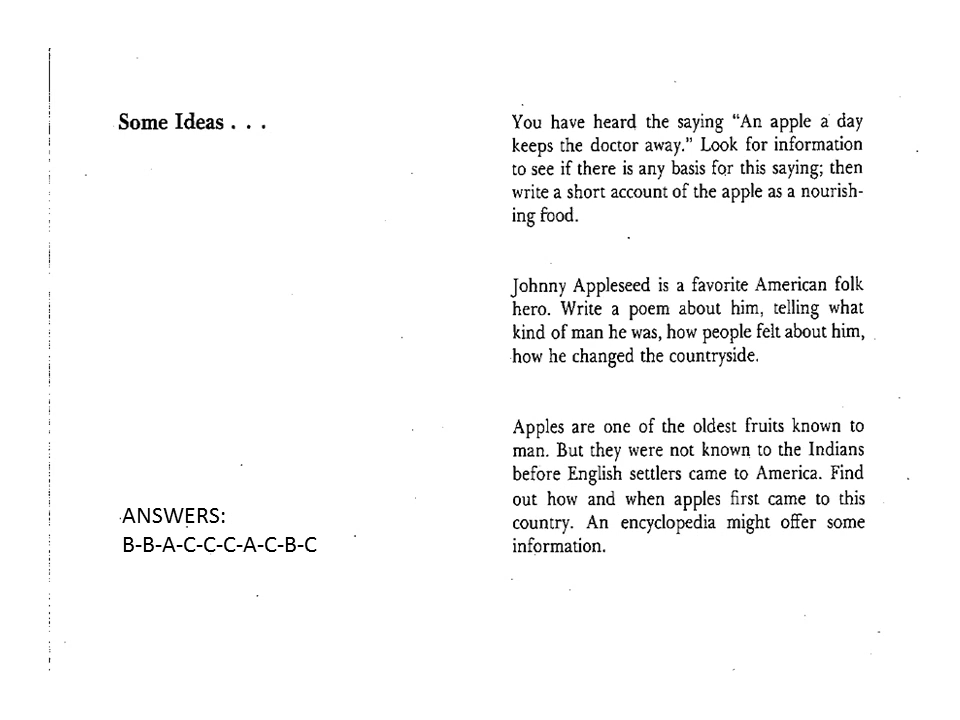 Some Ideas . . .
ANSWERS:
B-B-A-C-C-C-A-C-B-C
You have heard the saying “An apple a day
keeps the doctor away.” Look for information
to see if there is any basis for this saying; then
write a short account of the apple as a nourish-
ing food.
Johnny Appleseed is a favorite American folk
hero. Write a poem about him, telling what
kind of man he was, how people felt about him,
how he changed the countryside.
Apples are one of the oldest fruits known to
man. But they were not known to the Indians
before English settlers came to America. Find
out how and when apples first came to this
country. An encyclopedia might offer some
information.